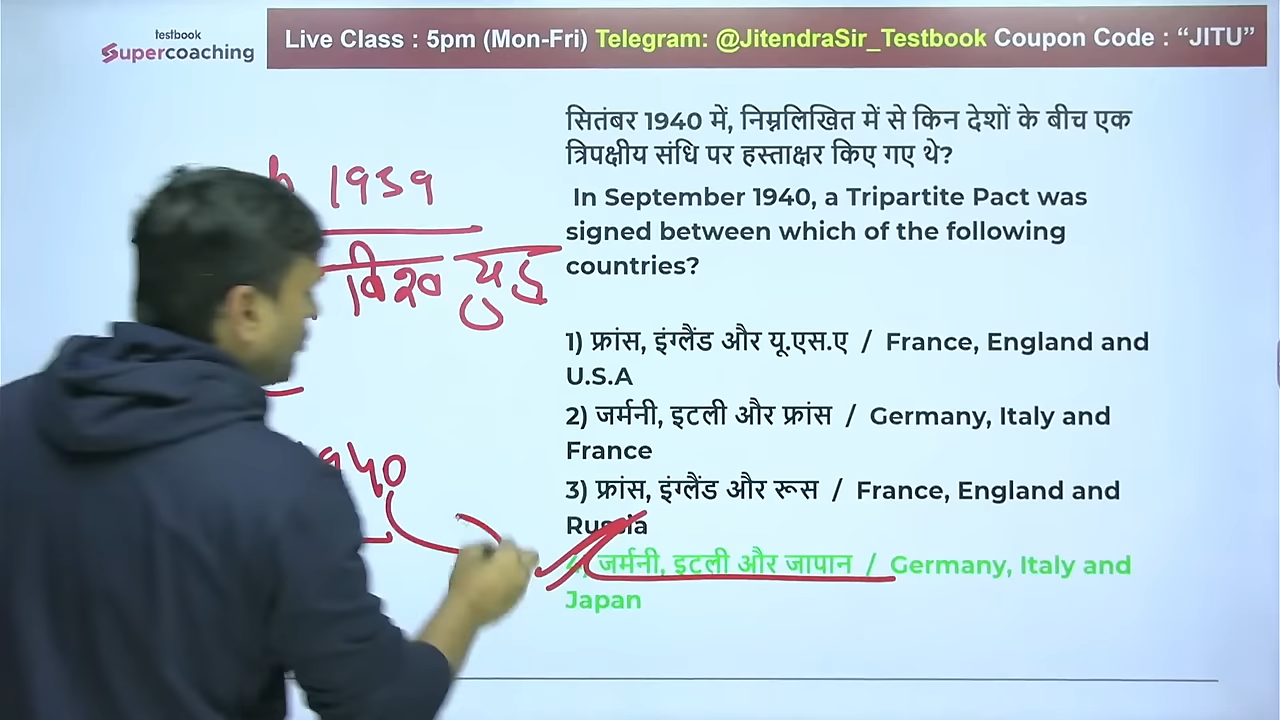 testbook
Supercoaching
Live Class : 5pm (Mon-Fri) Telegram: @JitendraSir_Testbook Coupon Code : “JITU”
सितंबर 1940 में, निम्नलिखित में से किन देशों के बीच एक
त्रिपक्षीय संधि पर हस्ताक्षर किए गए थे?
In September 1940, a Tripartite Pact was
signed between which of the following
countries?
1) फ्रांस, इंग्लैंड और यू.एस.ए / France, England and
U.S.A
2) जर्मनी, इटली और फ्रांस / Germany, Italy and
France
3) फ्रांस, इंग्लैंड और रूस / France, England and
Russia
4) जर्मनी, इटली और जापान / Germany, Italy and
Japan
1939
विश्व युद्ध